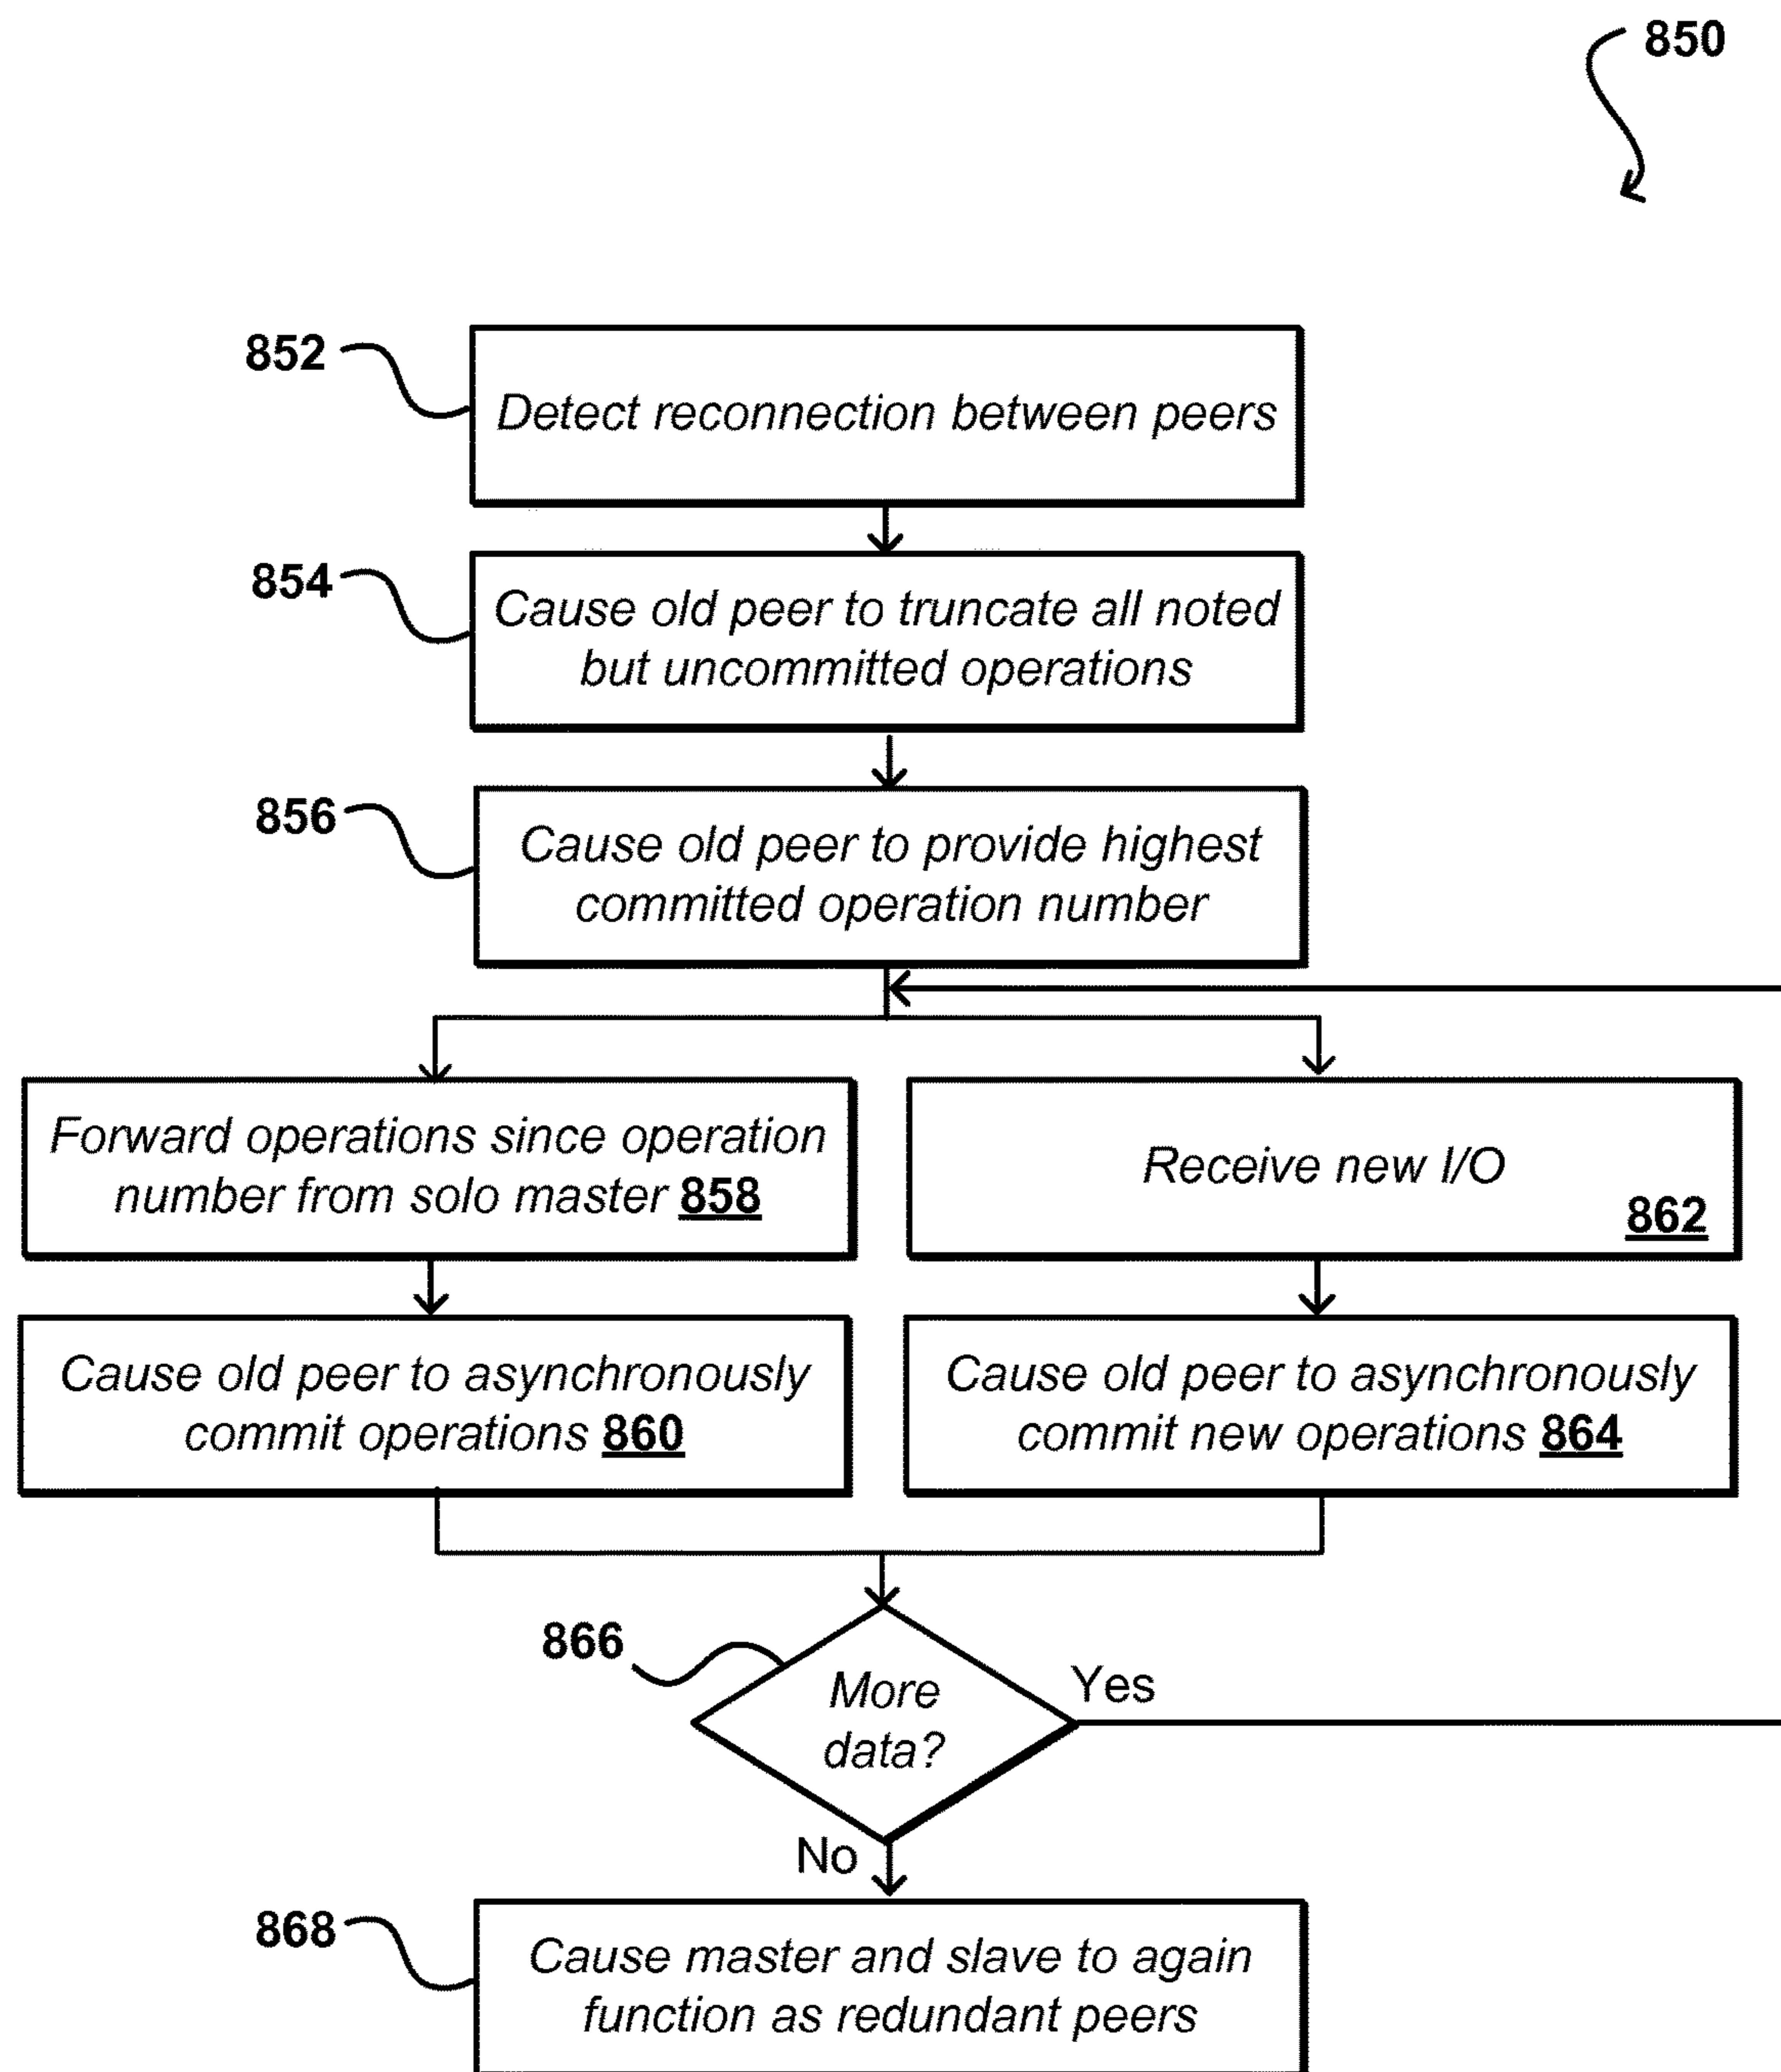 850
852
Detect reconnection between peers
854
Cause old peer to truncate all noted
but uncommitted operations
856
Cause old peer to provide highest
committed operation number
Forward operations since operation
number from solo master 858
Receive new I/O
862
Cause old peer to asynchronously
commit operations 860
Cause old peer to asynchronously
commit new operations 864
866
More
data?
Yes
No
868
Cause master and slave to again
function as redundant peers